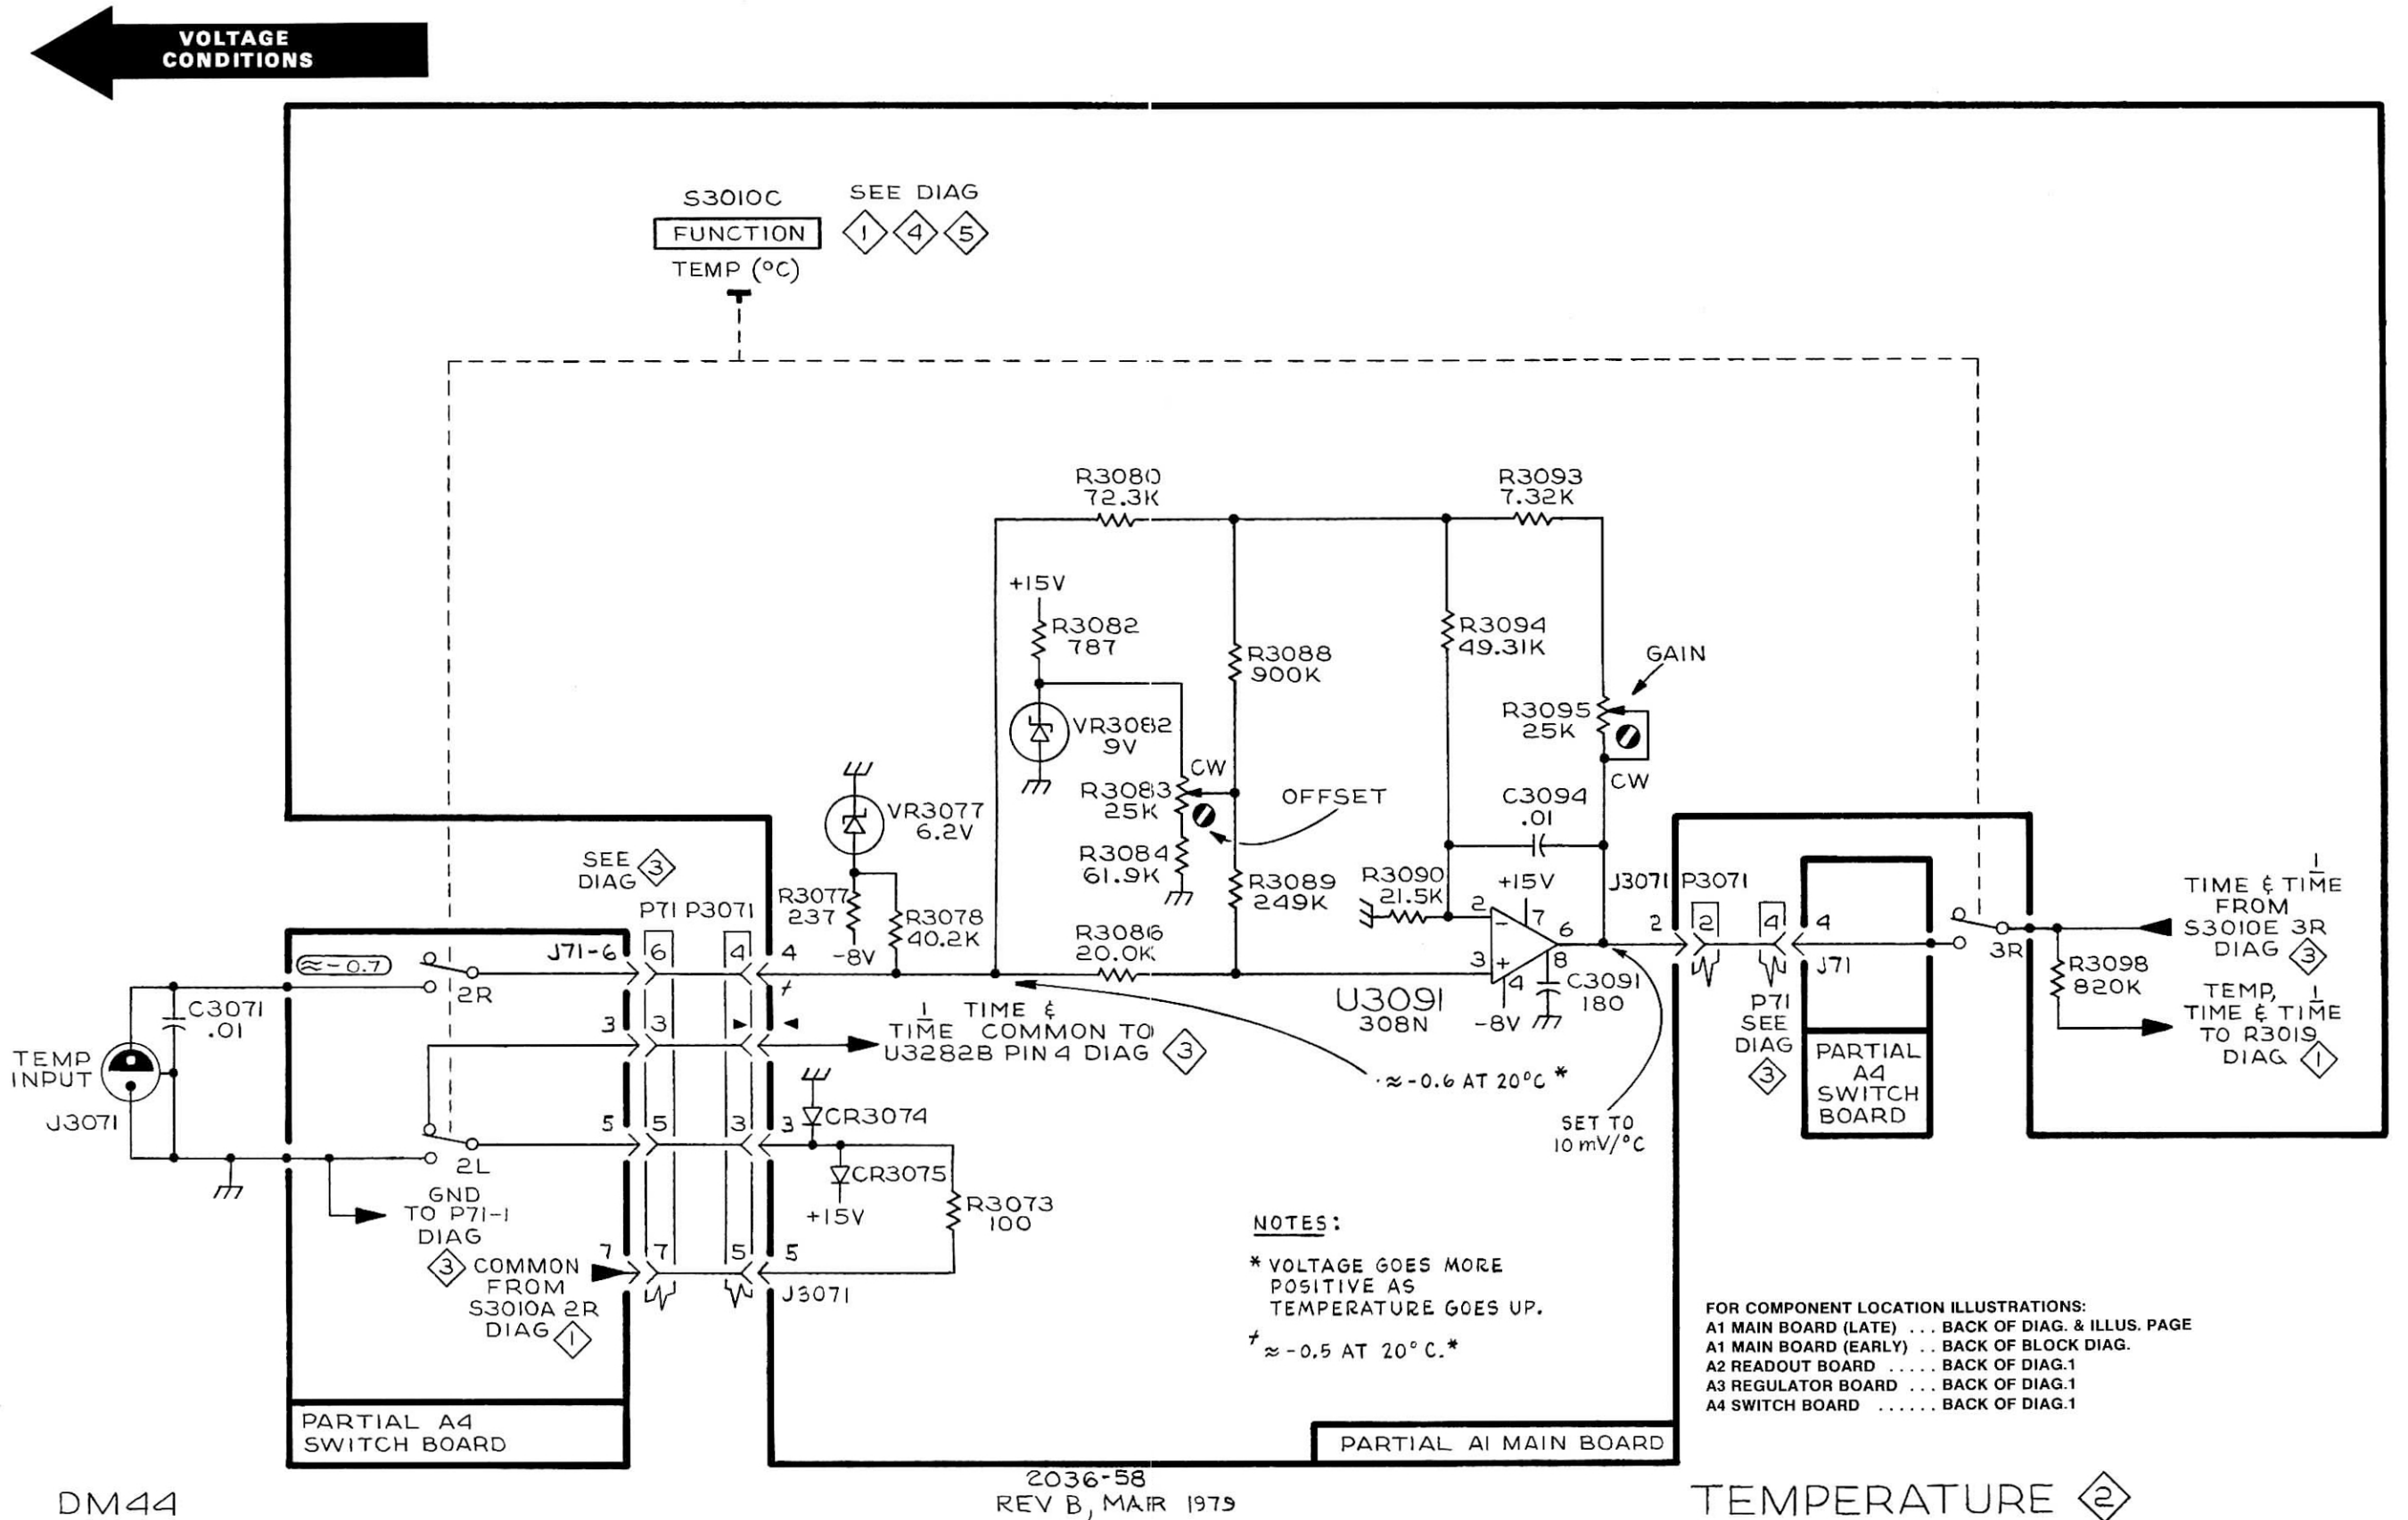 VOLTAGE
CONDITIONS
S3010C
SEE DIAG
FUNCTION
1 4 5
TEMP (°C)
R3080
72.3K
R3093
7.32K
+15V
R3082
787
R3088
900K
R3094
49.31K
GAIN
VR3082
9V
R3095
25K
CW
CW
R3083
25K
OFFSET
VR3077
6.2V
C3094
.01
R3084
61.9K
SEE
DIAG 3
R3077
237
R3078
40.2K
-8V
R3089
249K
R3090
21.5K
+15V
J3071 P3071
P71 P3071
R3086
20.0K
J71-6 6 4 4
≈-0.7
2R
2 7 6
3 8
4
-8V
U3091
308N
C3091
180
2 2 4 4
J71
3R
TIME & 1/TIME
FROM
S3010E 3R
DIAG 3
R3098
820K
TEMP,
TIME & 1/TIME
TO R3019
DIAG 1
P71
SEE
DIAG
3
PARTIAL
A4
SWITCH
BOARD
C3071
.01
TEMP
INPUT
J3071
3 3
≠
TIME &
1/TIME COMMON TO
U3282B PIN 4 DIAG 3
≈-0.6 AT 20°C *
SET TO
10 mV/°C
CR3074
5 5 3 3
2L
CR3075
+15V
R3073
100
GND
TO P71-1
DIAG
3
7 7 5 5
COMMON
FROM
S3010A 2R
DIAG 1
J3071
NOTES:
* VOLTAGE GOES MORE
POSITIVE AS
TEMPERATURE GOES UP.
≠ ≈-0.5 AT 20°C.*
FOR COMPONENT LOCATION ILLUSTRATIONS:
A1 MAIN BOARD (LATE) ... BACK OF DIAG. & ILLUS. PAGE
A1 MAIN BOARD (EARLY) .. BACK OF BLOCK DIAG.
A2 READOUT BOARD ..... BACK OF DIAG.1
A3 REGULATOR BOARD ... BACK OF DIAG.1
A4 SWITCH BOARD ...... BACK OF DIAG.1
PARTIAL A4
SWITCH BOARD
PARTIAL A1 MAIN BOARD
DM44
2036-58
REV B, MAR 1979
TEMPERATURE 2